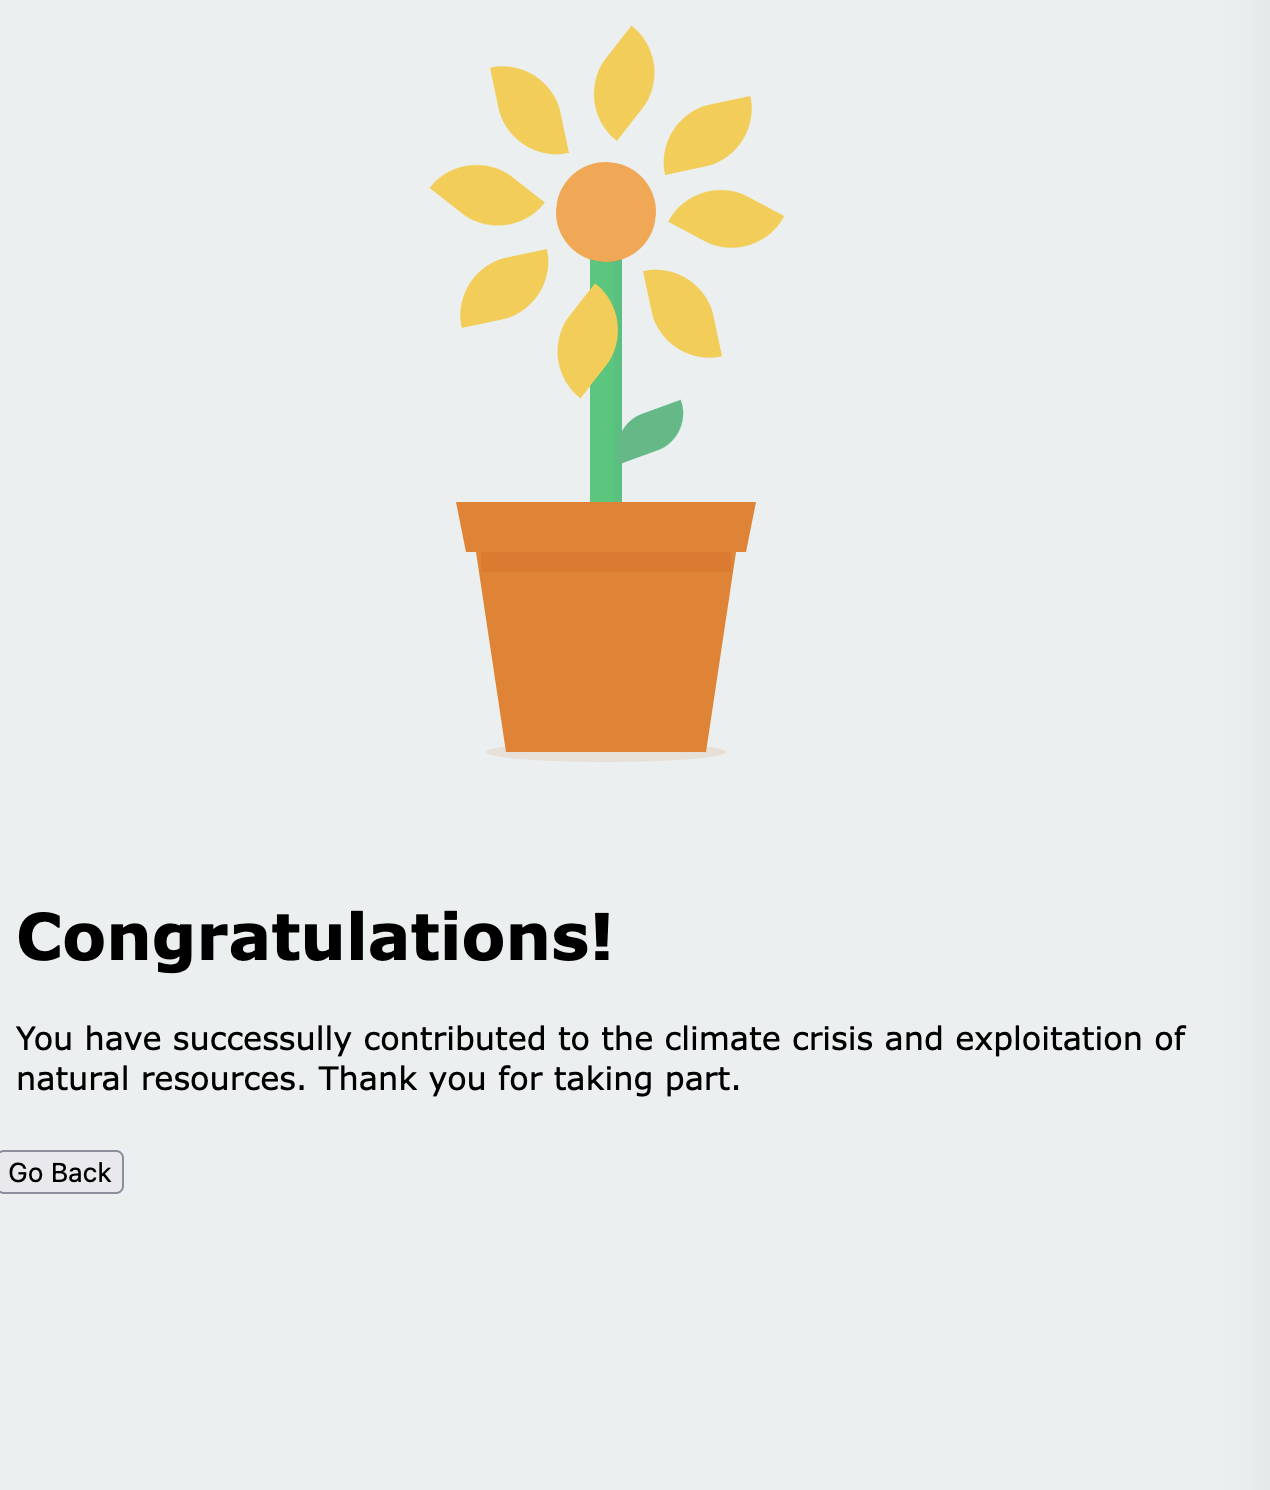 Congratulations!
You have successully contributed to the climate crisis and exploitation of
natural resources. Thank you for taking part.
Go Back